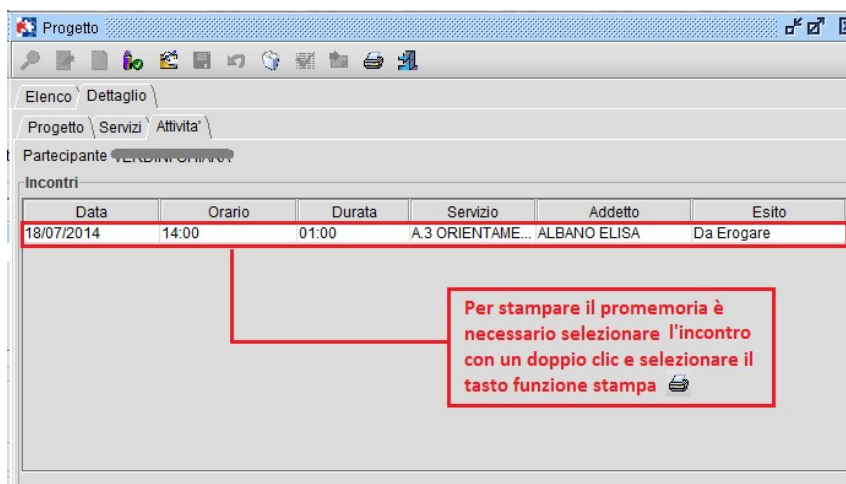 Progetto
Elenco Dettaglio
Progetto Servizi Attivita'
Partecipante
Incontri
Data Orario Durata Servizio Addetto Esito
18/07/2014 14:00 01:00 A.3 ORIENTAME... ALBANO ELISA Da Erogare
Per stampare il promemoria è
necessario selezionare l'incontro
con un doppio clic e selezionare il
tasto funzione stampa